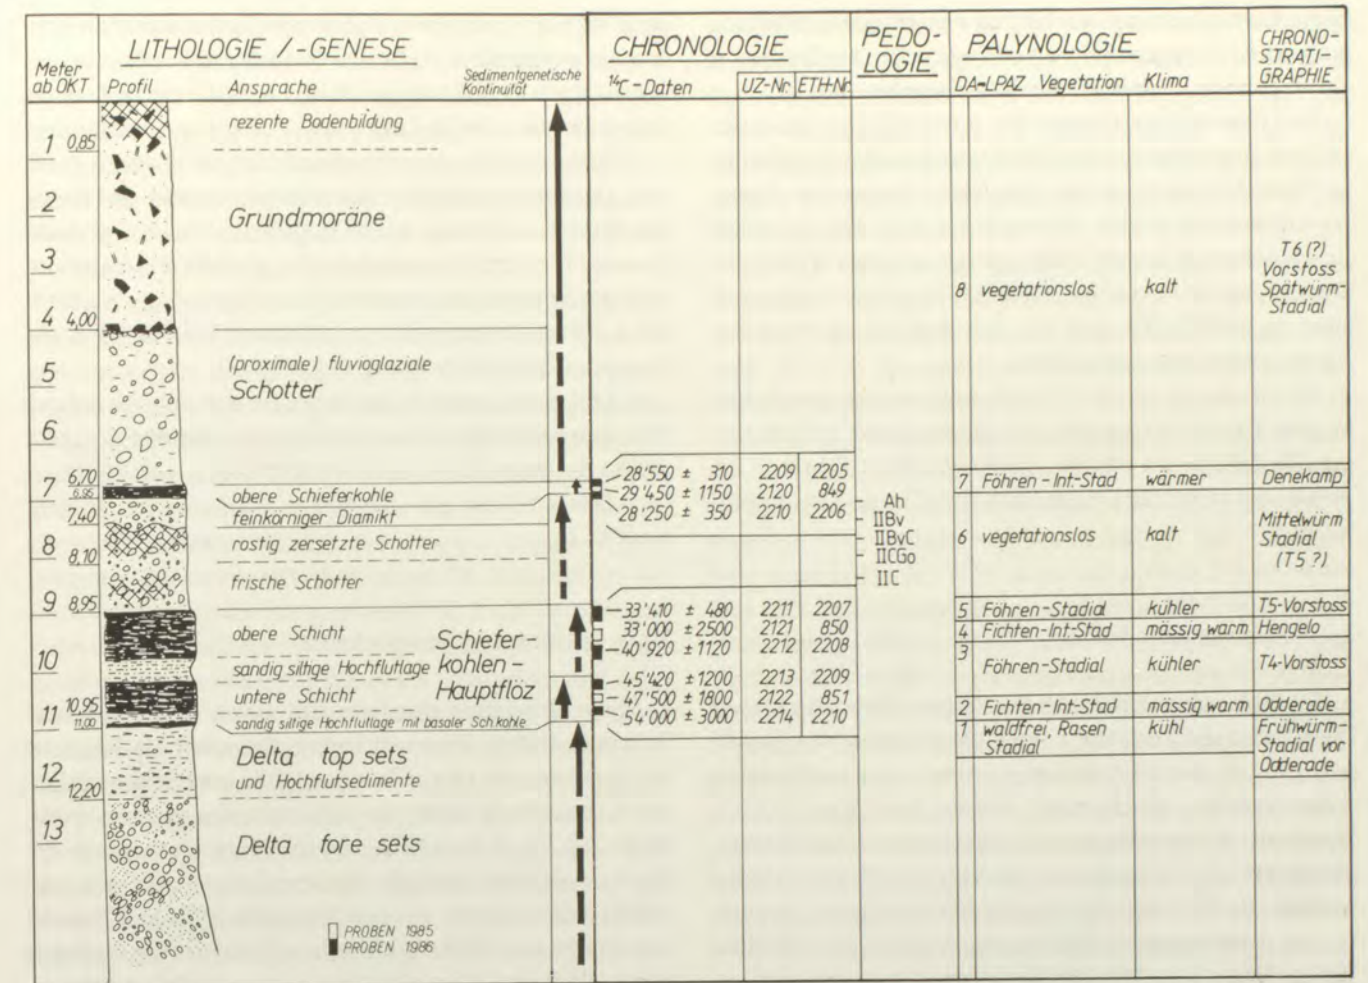 LITHOLOGIE /-GENESE CHRONOLOGIE PEDO- LOGIE PALYNOLOGIE CHRONO- STRATI- GRAPHIE
Meter ab OKT Profil Ansprache Sedimentgenetische Kontinuität ¹⁴C-Daten UZ-Nr. ETH-Nr. DA-LPAZ Vegetation Klima
rezente Bodenbildung
1 0,85
2
Grundmoräne
3
8 vegetationslos kalt T6(?) Vorstoss Spätwürm- Stadial
4 4,00
(proximale) fluvioglaziale
Schotter
5
6
6,70
28'550 ± 310 2209 2205
7 Föhren-Int.-Stad wärmer Denekamp
7 6,95
obere Schieferkohle 29'450 ± 1150 2120 849
feinkörniger Diamikt 28'250 ± 350 2210 2206
Ah
IIBv
7,40
rostig zersetzte Schotter
IIBvC
6 vegetationslos kalt Mittelwürm Stadial (T5 ?)
8 8,10
IICGo
frische Schotter
IIC
9 8,95
33'410 ± 480 2211 2207
5 Föhren-Stadial kühler T5-Vorstoss
obere Schicht 33'000 ± 2500 2121 850
4 Fichten-Int.-Stad mässig warm Hengelo
Schiefer- kohlen- Hauptflöz
40'920 ± 1120 2212 2208
10
sandig siltige Hochflutlage
3 Föhren-Stadial kühler T4-Vorstoss
45'420 ± 1200 2213 2209
untere Schicht 47'500 ± 1800 2122 851
2 Fichten-Int-Stad mässig warm Odderade
11 10,95
11,00
sandig siltige Hochflutlage mit basaler Sch.kohle 54'000 ± 3000 2214 2210
1 waldfrei, Rasen Stadial kühl Frühwürm- Stadial vor Odderade
Delta top sets
und Hochflutsedimente
12 12,20
13
Delta fore sets
PROBEN 1985
PROBEN 1986